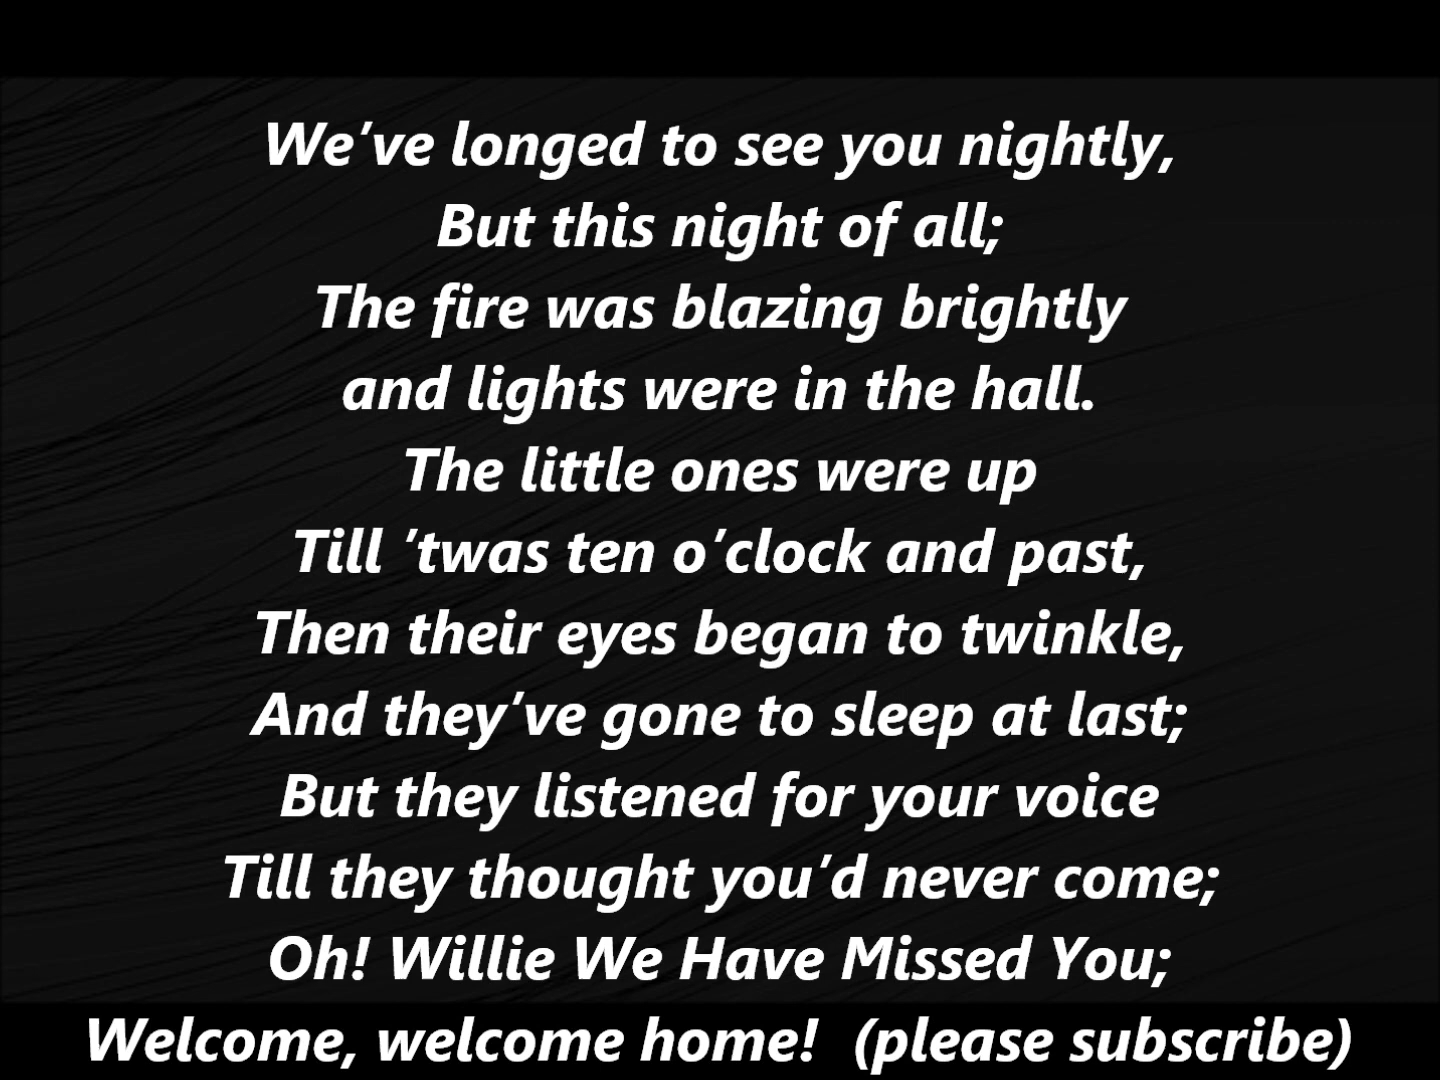 We've longed to see you nightly,
But this night of all;
The fire was blazing brightly
and lights were in the hall.
The little ones were up
Till 'twas ten o'clock and past,
Then their eyes began to twinkle,
And they've gone to sleep at last;
But they listened for your voice
Till they thought you'd never come;
Oh! Willie We Have Missed You;
Welcome, welcome home!  (please subscribe)